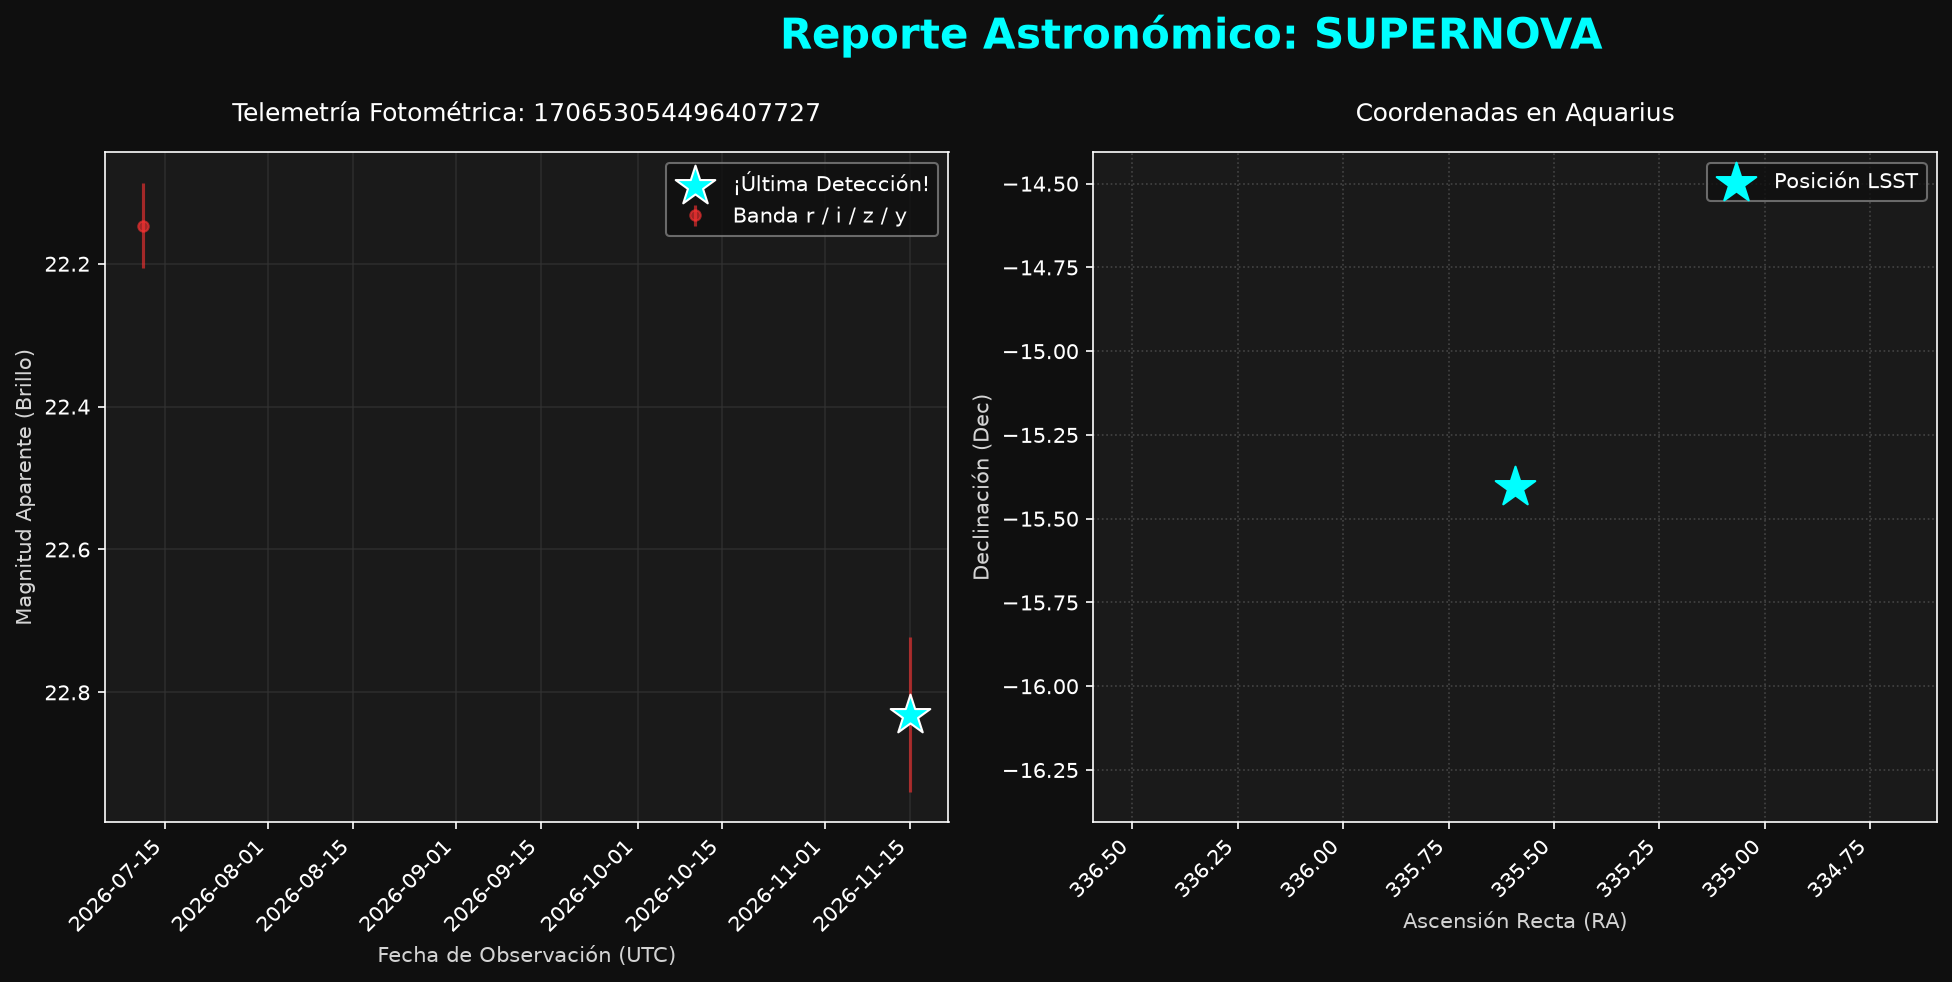 Reporte Astronómico: SUPERNOVA
Telemetría Fotométrica: 170653054496407727
¡Última Detección!
Banda r / i / z / y
Magnitud Aparente (Brillo)
22.2
22.4
22.6
22.8
2026-07-15
2026-08-01
2026-08-15
2026-09-01
2026-09-15
2026-10-01
2026-10-15
2026-11-01
2026-11-15
Fecha de Observación (UTC)
Coordenadas en Aquarius
Posición LSST
Declinación (Dec)
−14.50
−14.75
−15.00
−15.25
−15.50
−15.75
−16.00
−16.25
336.50
336.25
336.00
335.75
335.50
335.25
335.00
334.75
Ascensión Recta (RA)